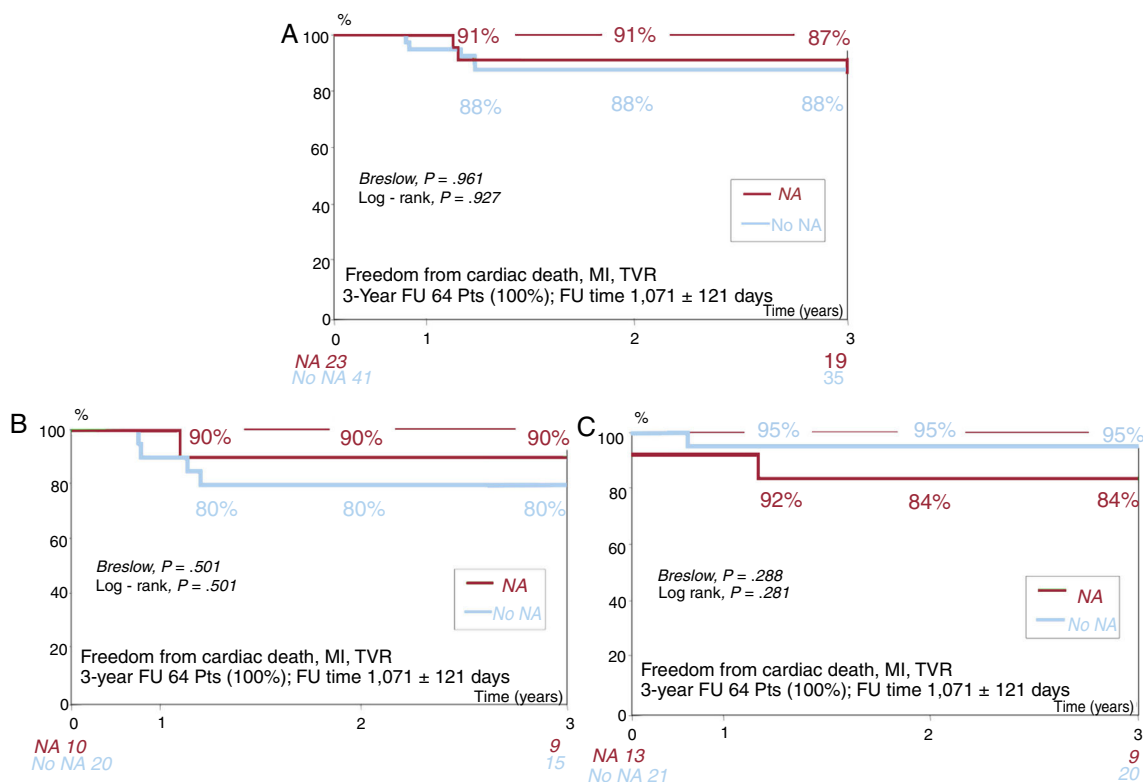 A
%
100
91%
91%
87%
80
88%
88%
88%
60
Breslow, P = .961
Log - rank, P = .927
NA
No NA
40
20
Freedom from cardiac death, MI, TVR
3-Year FU 64 Pts (100%); FU time 1,071 ± 121 days
Time (years)
0
0
1
2
3
NA 23
19
No NA 41
35
B
%
100
90%
90%
90%
80
80%
80%
80%
60
Breslow, P = .501
Log - rank, P = .501
NA
No NA
40
20
Freedom from cardiac death, MI, TVR
3-year FU 64 Pts (100%); FU time 1,071 ± 121 days
Time (years)
0
0
1
2
3
NA 10
9
No NA 20
15
C
%
100
95%
95%
95%
80
92%
84%
84%
60
Breslow, P = .288
Log rank, P = .281
NA
No NA
40
20
Freedom from cardiac death, MI, TVR
3-year FU 64 Pts (100%); FU time 1,071 ± 121 days
Time (years)
0
0
1
2
3
NA 13
9
No NA 21
20